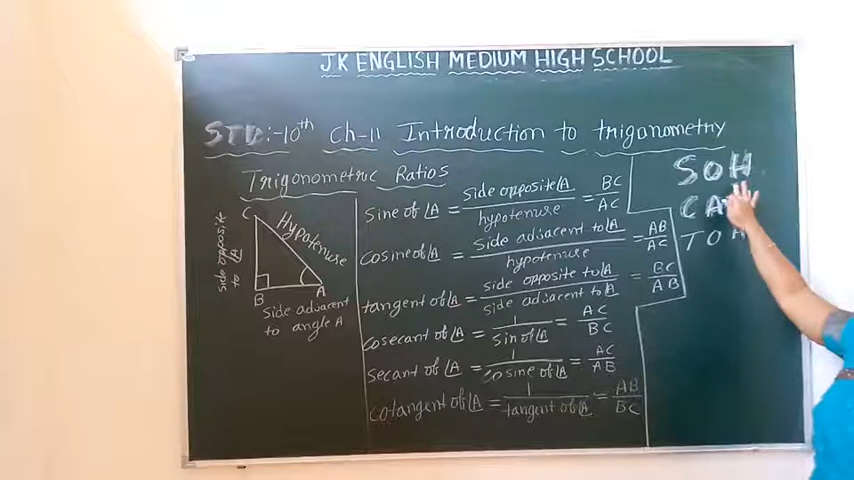 JK ENGLISH MEDIUM HIGH SCHOOL
STD:-10th Ch-11 Introduction to trigonometry
Trigonometric Ratios
C
Hypotenuse
side opposite
to ∠A
B
A
Side adjacent
to angle A
Sine of ∠A = Side opposite ∠A / hypotenuse = BC / AC
cosine of ∠A = Side adjacent to ∠A / hypotenuse = AB / AC
tangent of ∠A = Side opposite to ∠A / side adjacent to ∠A = BC / AB
cosecant of ∠A = 1 / sin of ∠A = AC / BC
secant of ∠A = 1 / cosine of ∠A = AC / AB
cotangent of ∠A = 1 / tangent of ∠A = AB / BC
SOH
CA
TOA